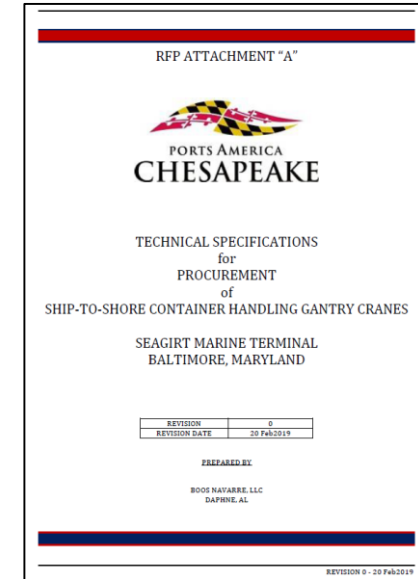 RFP ATTACHMENT “A”
PORTS AMERICA
CHESAPEAKE
TECHNICAL SPECIFICATIONS
for
PROCUREMENT
of
SHIP-TO-SHORE CONTAINER HANDLING GANTRY CRANES
SEAGIRT MARINE TERMINAL
BALTIMORE, MARYLAND
REVISION 0
REVISION DATE 20 Feb2019
PREPARED BY
BOOS NAVARRE, LLC
DAPHNE, AL
REVISION 0 - 20 Feb2019